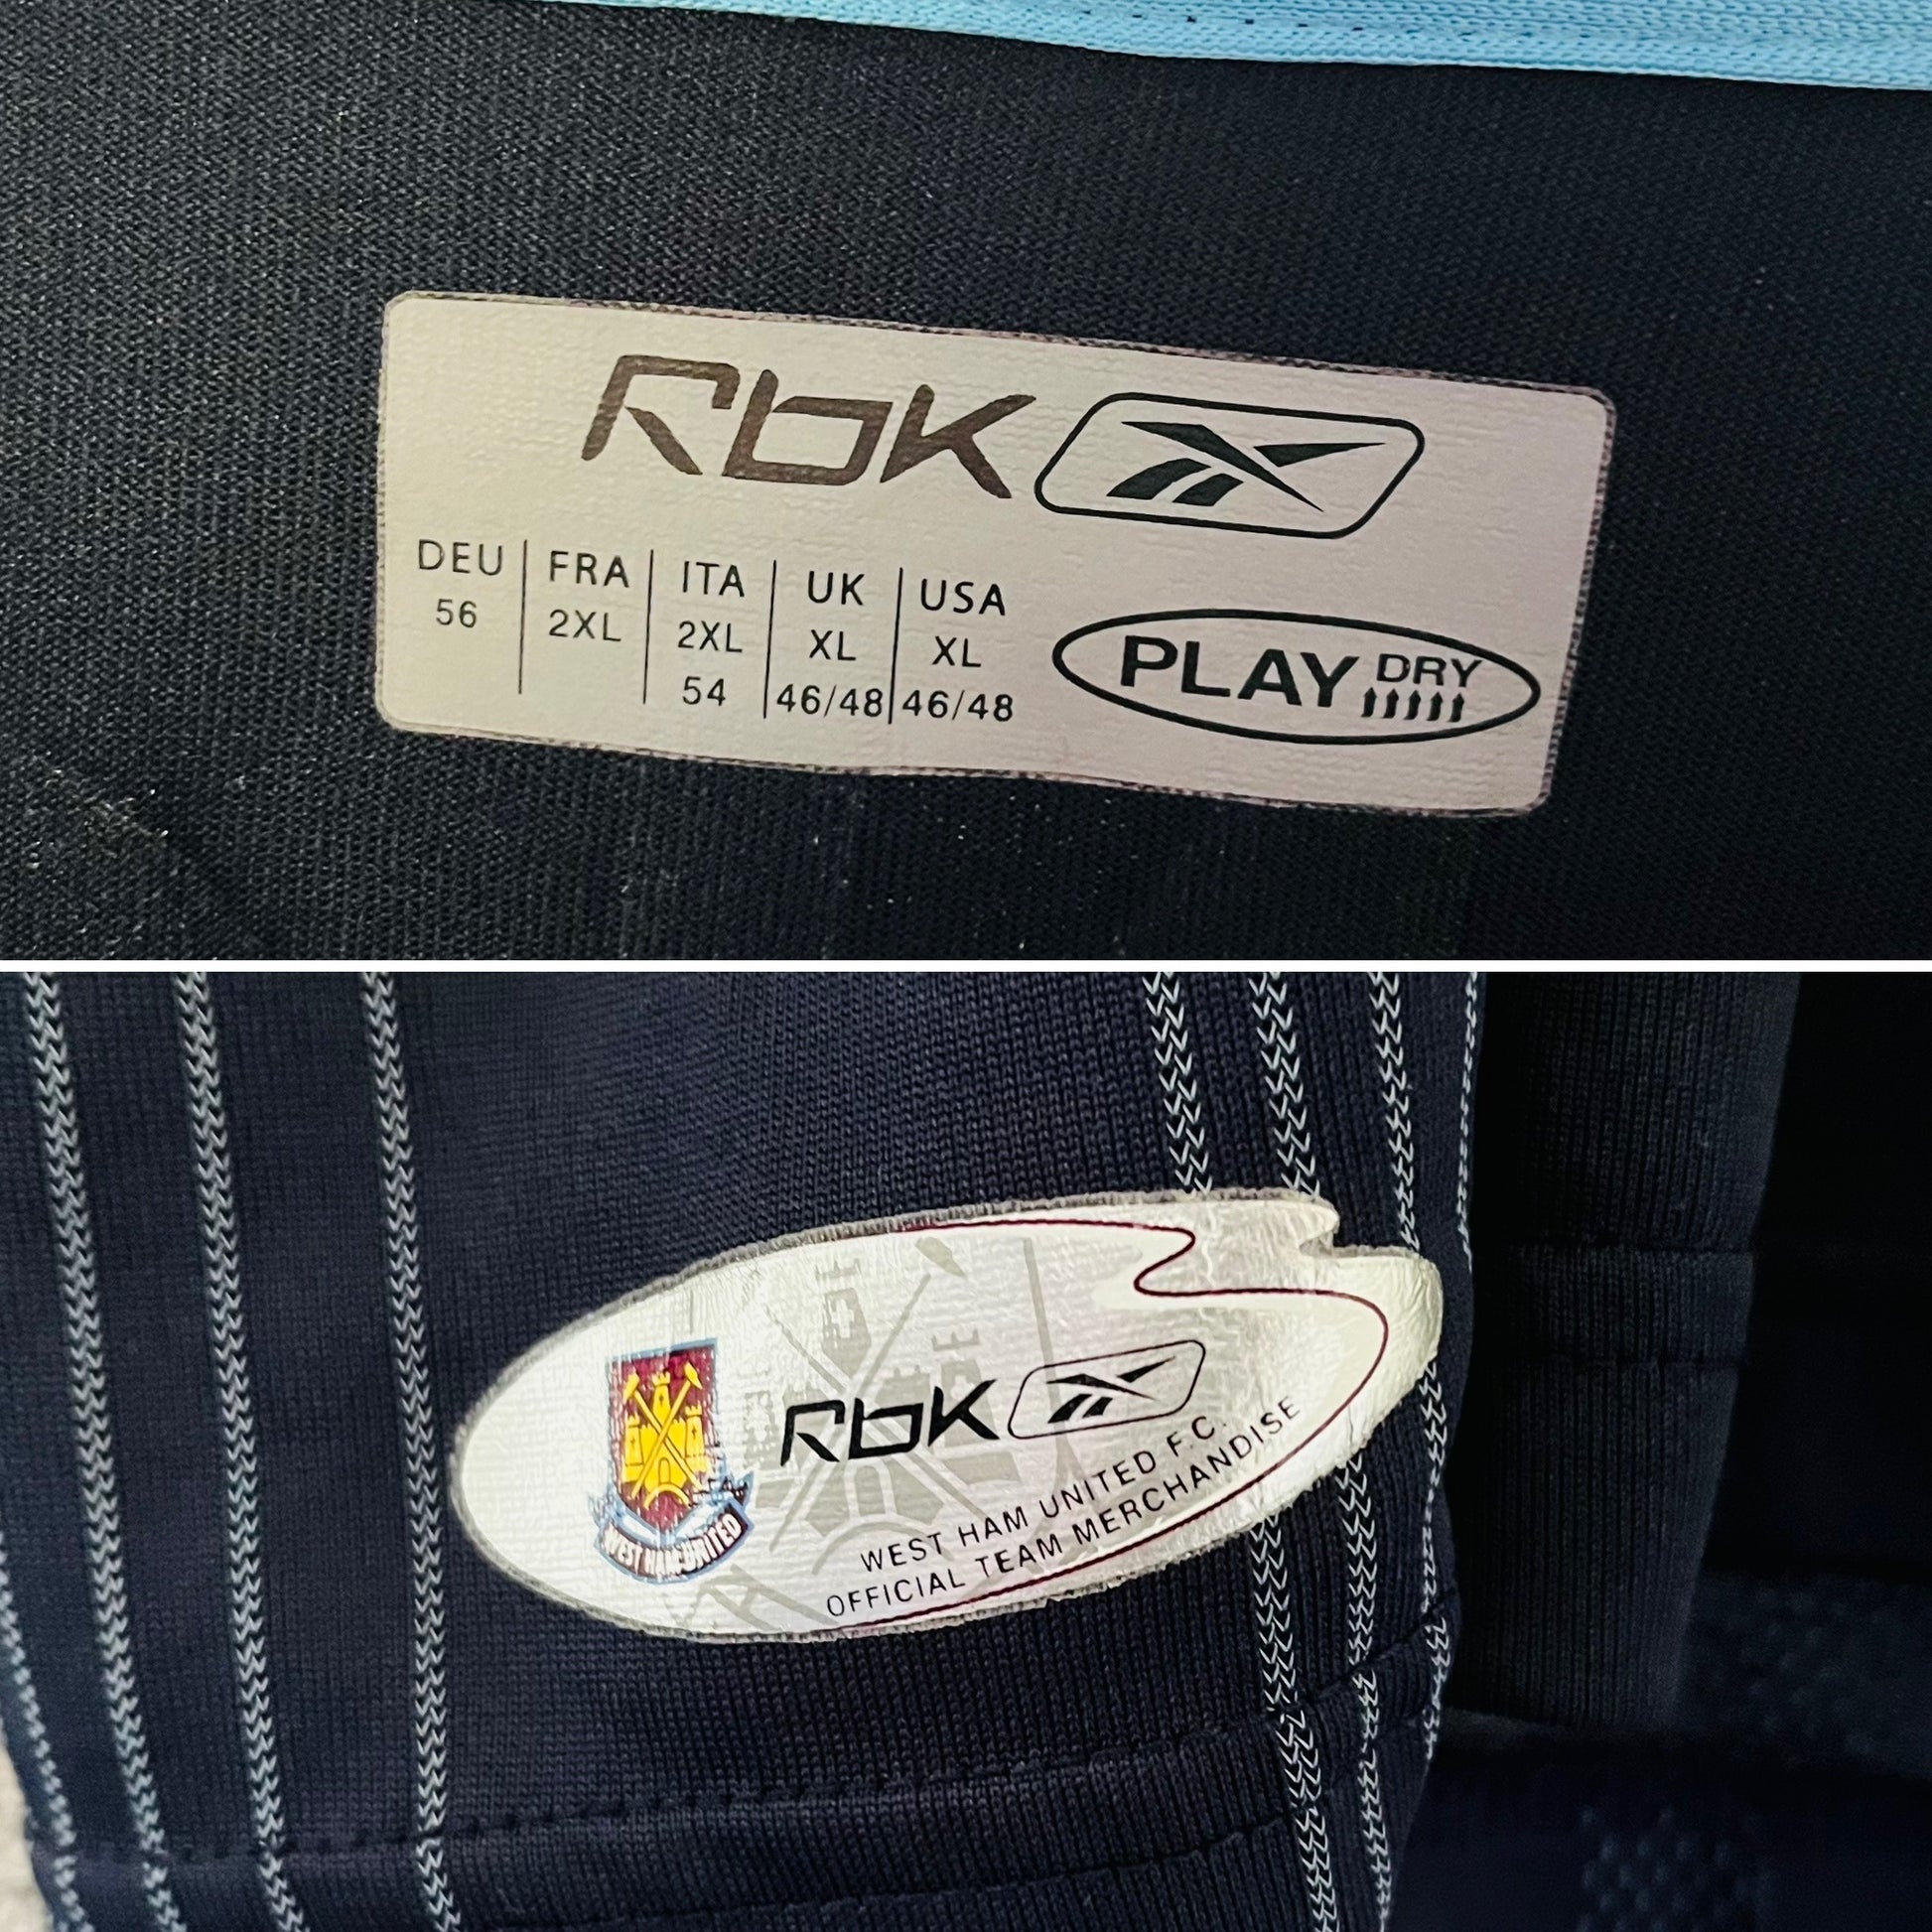 Rbk
DEU FRA ITA UK USA
56 2XL 2XL XL XL
54 46/48 46/48
PLAY DRY
WEST HAM UNITED
Rbk
WEST HAM UNITED F.C.
OFFICIAL TEAM MERCHANDISE